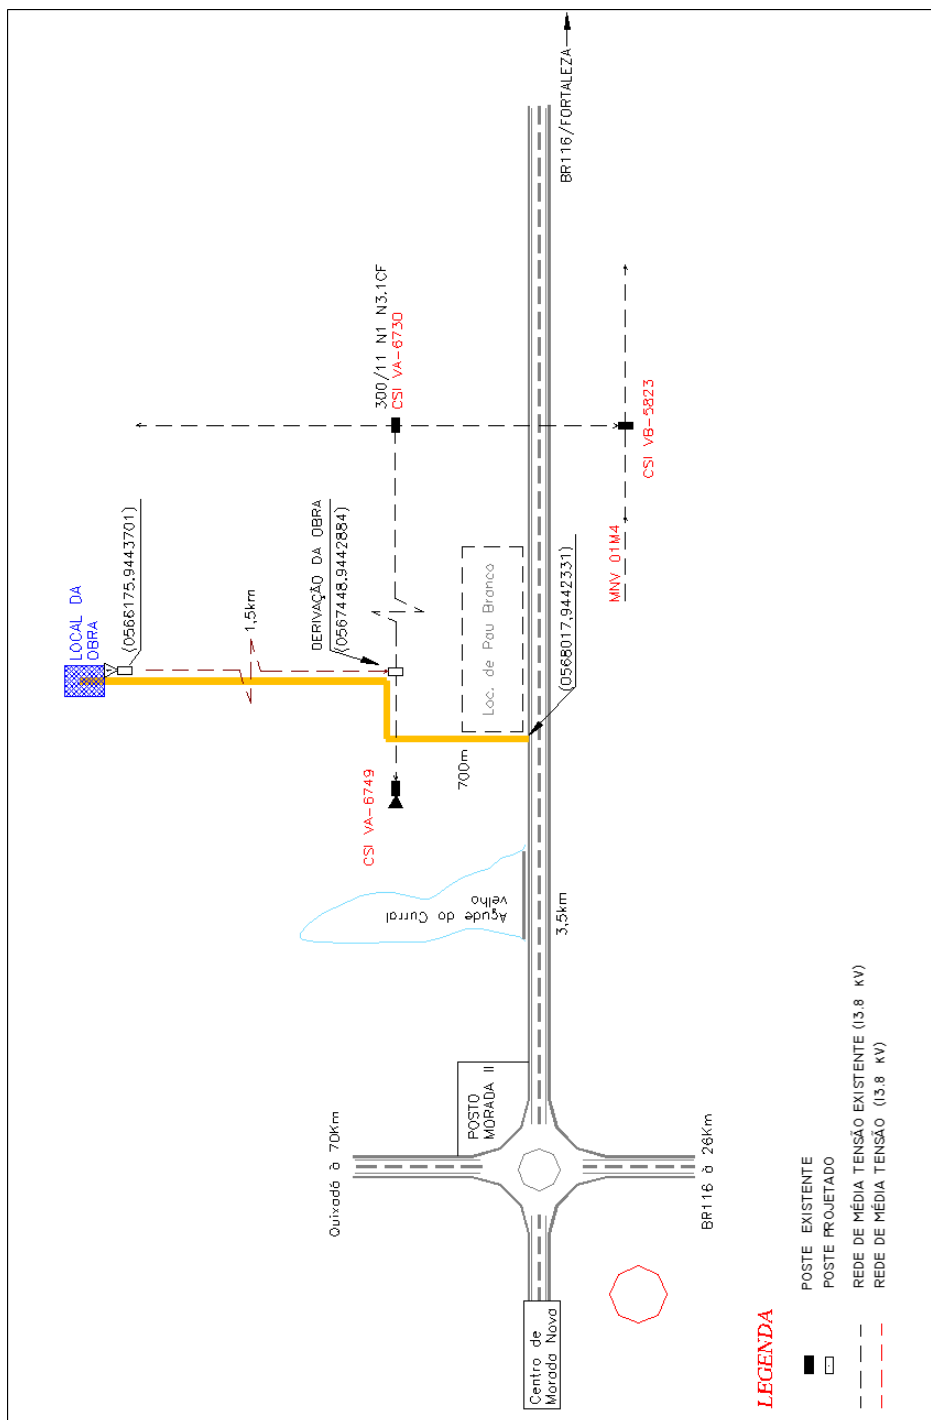 LOCAL DA
OBRA
(0566175,9443701)
1,5km
DERIVAÇÃO DA OBRA
(0567448,9442884)
300/11 N1 N3.1CF
CSI VA-6730
BR116/FORTALEZA
CSI VA-6749
700m
Loc. de Pau Branco
(0568017,9442331)
MNV 01M4
CSI VB-5823
Açude do Curral
velho
3,5km
POSTO
MORADA II
Quixadá à 70Km
BR116 à 26Km
Centro de
Morada Nova
LEGENDA
POSTE EXISTENTE
POSTE PROJETADO
REDE DE MÉDIA TENSÃO EXISTENTE (13.8 KV)
REDE DE MÉDIA TENSÃO (13.8 KV)